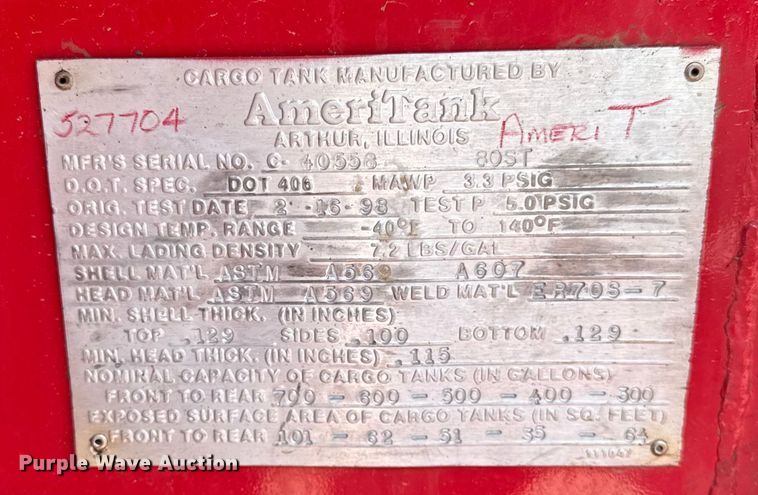 CARGO TANK MANUFACTURED BY
AmeriTank
527704
ARTHUR, ILLINOIS
AMERI T
MFR'S SERIAL NO. C- 40558 80ST
D.O.T. SPEC. DOT 406 MAWP 3.3 PSIG
ORIG. TEST DATE 2 -16-98 TEST P 5.0 PSIG
DESIGN TEMP. RANGE -40°F TO 140°F
MAX. LADING DENSITY 7.2 LBS/GAL
SHELL MAT'L ASTM A569 A607
HEAD MAT'L ASTM A569 WELD MAT'L ER70S-7
MIN. SHELL THICK. (IN INCHES)
TOP .129 SIDES .100 BOTTOM .129
MIN. HEAD THICK. (IN INCHES) .115
NOMINAL CAPACITY OF CARGO TANKS (IN GALLONS)
FRONT TO REAR 700 - 600 - 500 - 400 - 500
EXPOSED SURFACE AREA OF CARGO TANKS (IN SQ. FEET)
FRONT TO REAR 101 - 62 - 51 - 35 - 64
Purple Wave Auction